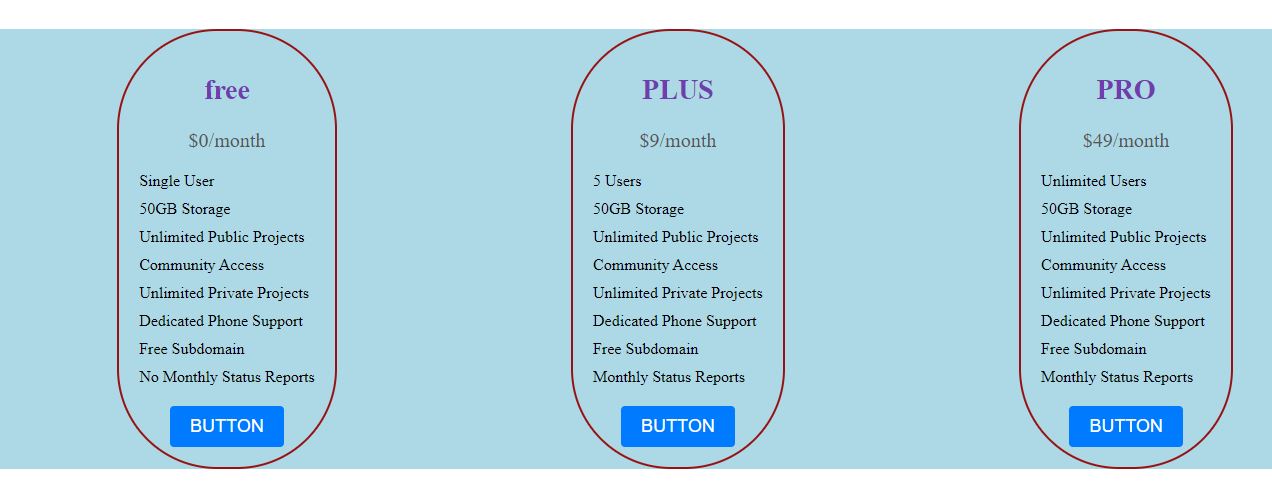 free
$0/month
Single User
50GB Storage
Unlimited Public Projects
Community Access
Unlimited Private Projects
Dedicated Phone Support
Free Subdomain
No Monthly Status Reports
BUTTON
PLUS
$9/month
5 Users
50GB Storage
Unlimited Public Projects
Community Access
Unlimited Private Projects
Dedicated Phone Support
Free Subdomain
Monthly Status Reports
BUTTON
PRO
$49/month
Unlimited Users
50GB Storage
Unlimited Public Projects
Community Access
Unlimited Private Projects
Dedicated Phone Support
Free Subdomain
Monthly Status Reports
BUTTON